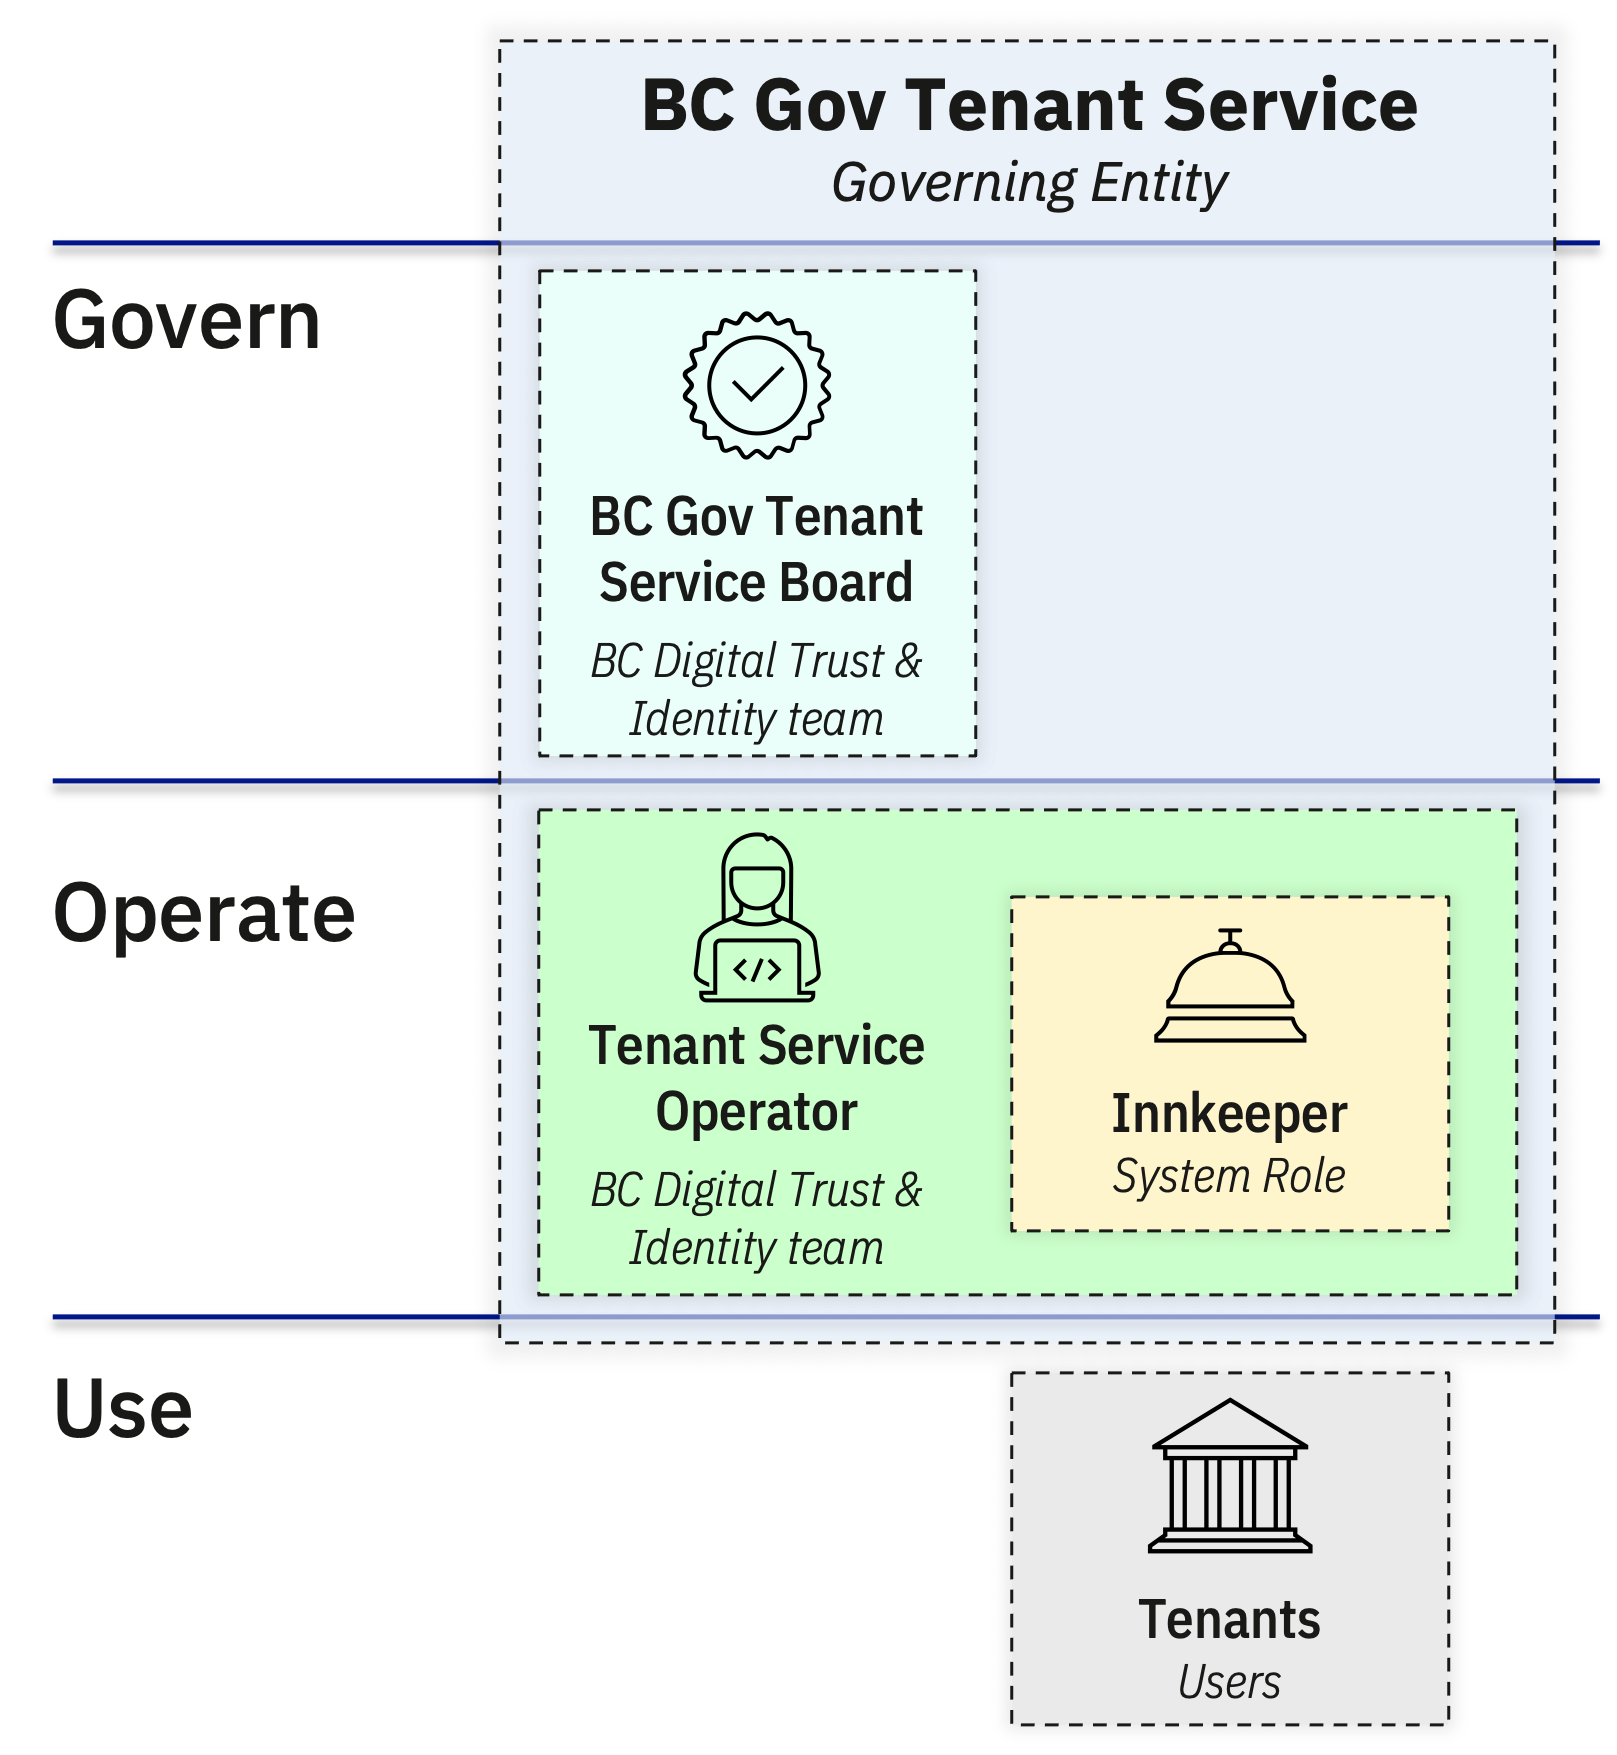 BC Gov Tenant Service
Governing Entity
Govern
BC Gov Tenant
Service Board
BC Digital Trust &
Identity team
Operate
</>
Tenant Service
Operator
BC Digital Trust &
Identity team
Innkeeper
System Role
Use
Tenants
Users